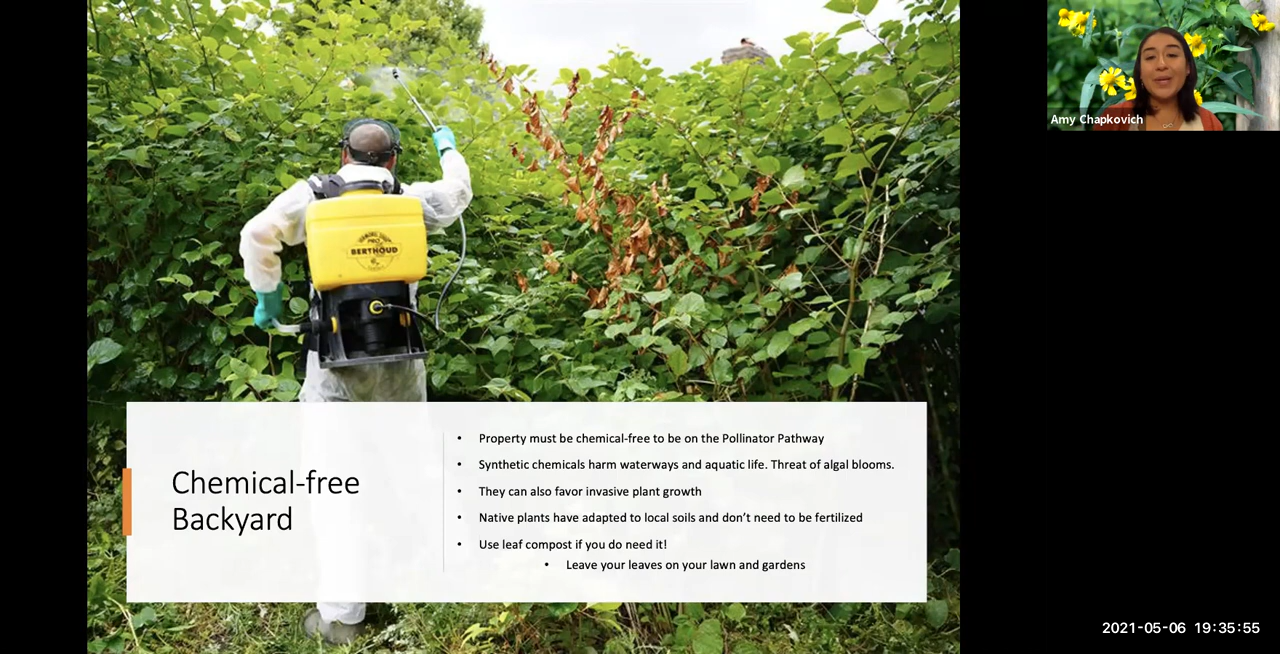 Amy Chapkovich
BERTHOUD
Chemical-free
Backyard
• Property must be chemical-free to be on the Pollinator Pathway
• Synthetic chemicals harm waterways and aquatic life. Threat of algal blooms.
• They can also favor invasive plant growth
• Native plants have adapted to local soils and don’t need to be fertilized
• Use leaf compost if you do need it!
• Leave your leaves on your lawn and gardens
2021-05-06 19:35:55